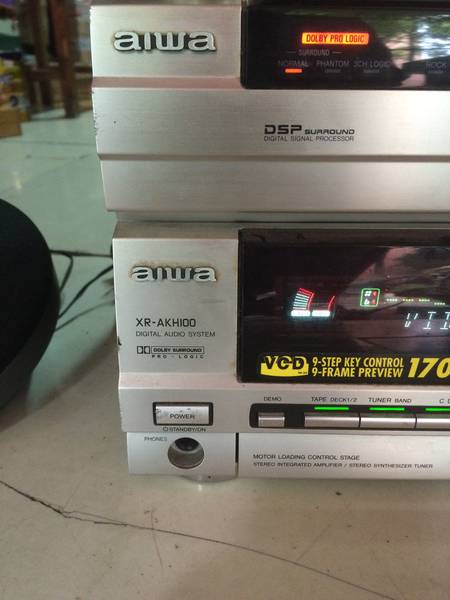 aiwa
DOLBY PRO LOGIC
SURROUND
NORMAL PHANTOM 3CH LOGIC
ROCK
DSP SURROUND
DIGITAL SIGNAL PROCESSOR
aiwa
XR-AKH100
DIGITAL AUDIO SYSTEM
DOLBY SURROUND
PRO - LOGIC
VCD 9-STEP KEY CONTROL
9-FRAME PREVIEW 170
DEMO TAPE DECK1/2 TUNER BAND C D
POWER
STANDBY/ON
PHONES
MOTOR LOADING CONTROL STAGE
STEREO INTEGRATED AMPLIFIER / STEREO SYNTHESIZER TUNER